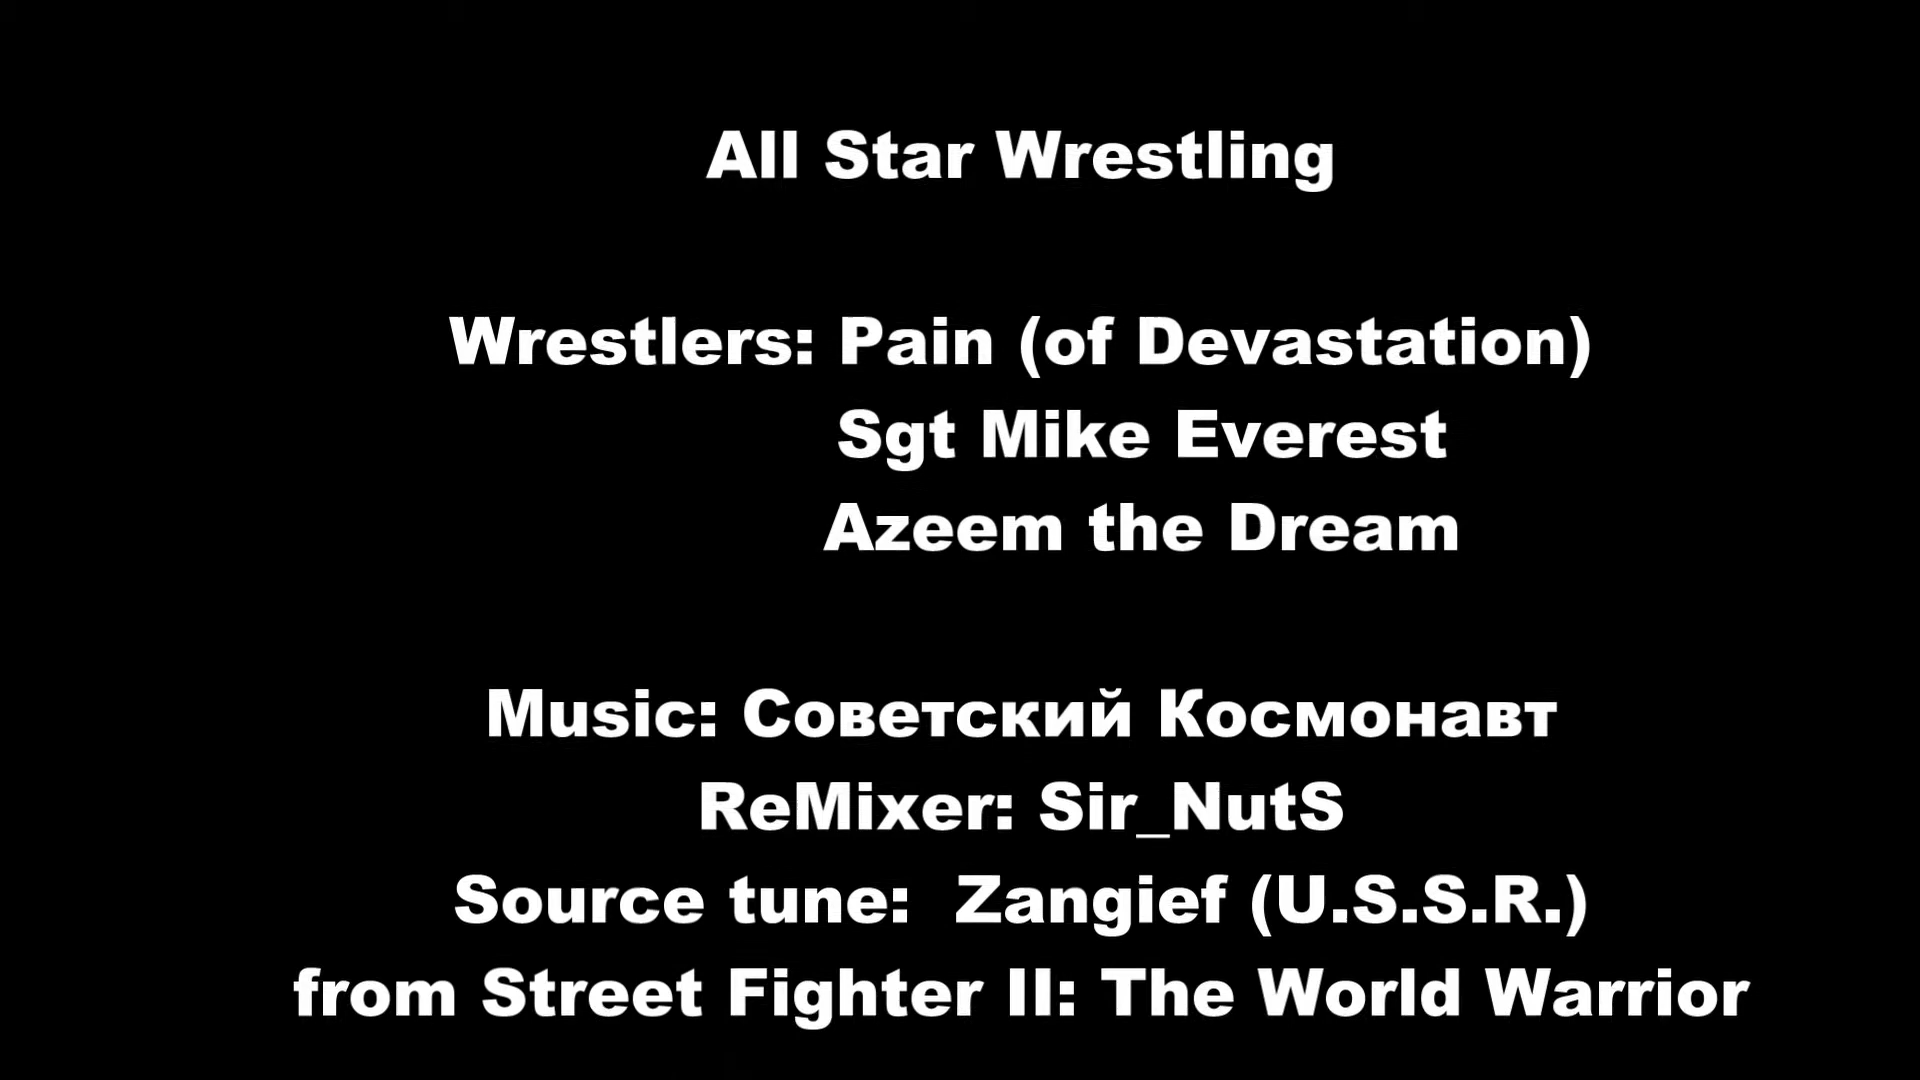 All Star Wrestling
Wrestlers: Pain (of Devastation)
Sgt Mike Everest
Azeem the Dream
Music: Советский Космонавт
ReMixer: Sir_NutS
Source tune:  Zangief (U.S.S.R.)
from Street Fighter II: The World Warrior